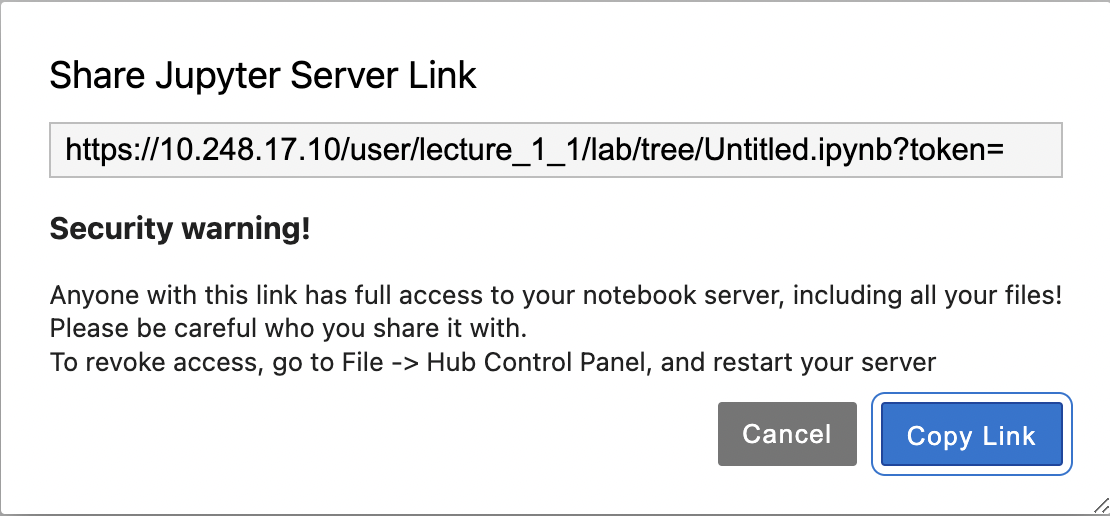 Share Jupyter Server Link
https://10.248.17.10/user/lecture_1_1/lab/tree/Untitled.ipynb?token=
Security warning!
Anyone with this link has full access to your notebook server, including all your files!
Please be careful who you share it with.
To revoke access, go to File -> Hub Control Panel, and restart your server
Cancel
Copy Link